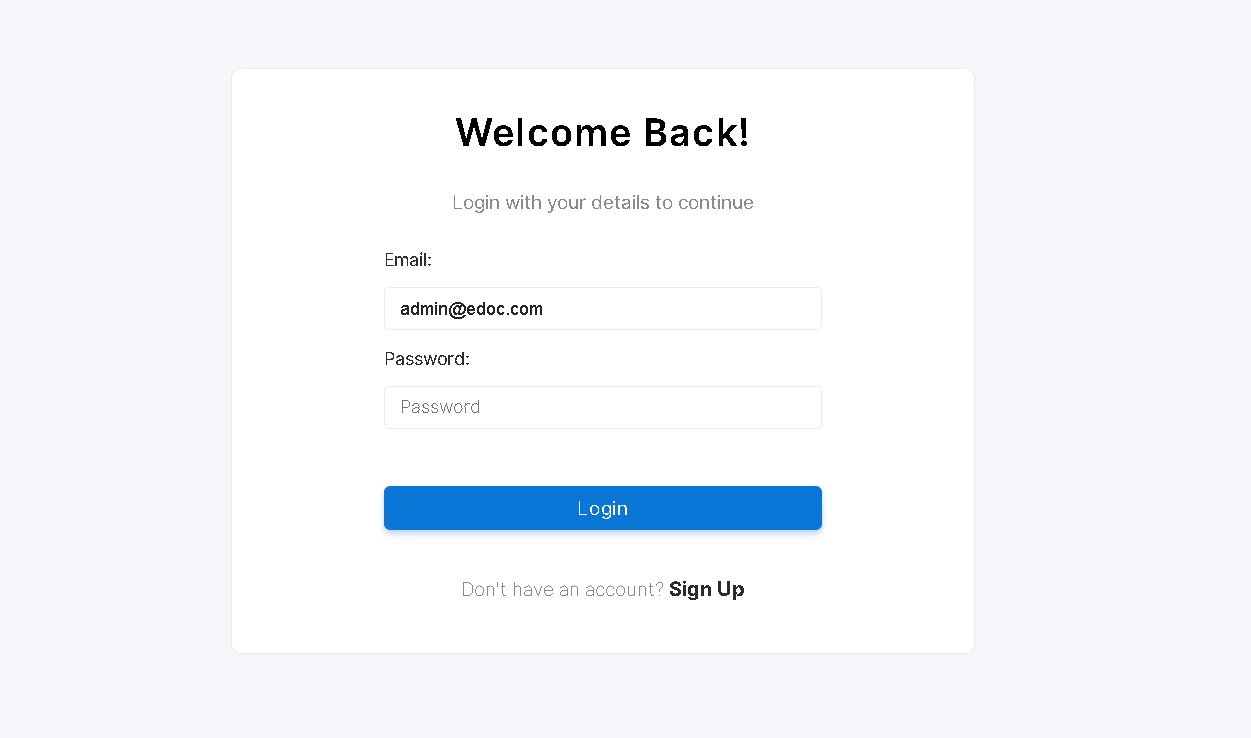 Welcome Back!
Login with your details to continue
Email:
admin@edoc.com
Password:
Password
Login
Don't have an account? Sign Up